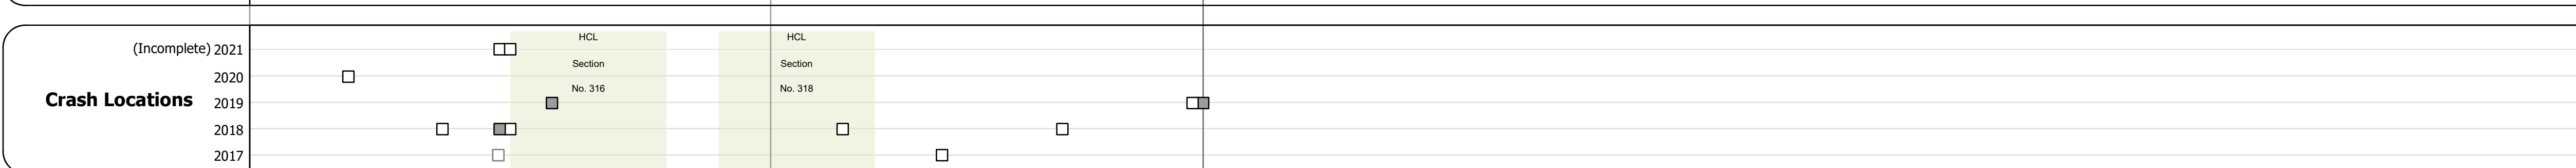 (Incomplete) 2021
2020
Crash Locations
2019
2018
2017
HCL
Section
No. 316
HCL
Section
No. 318